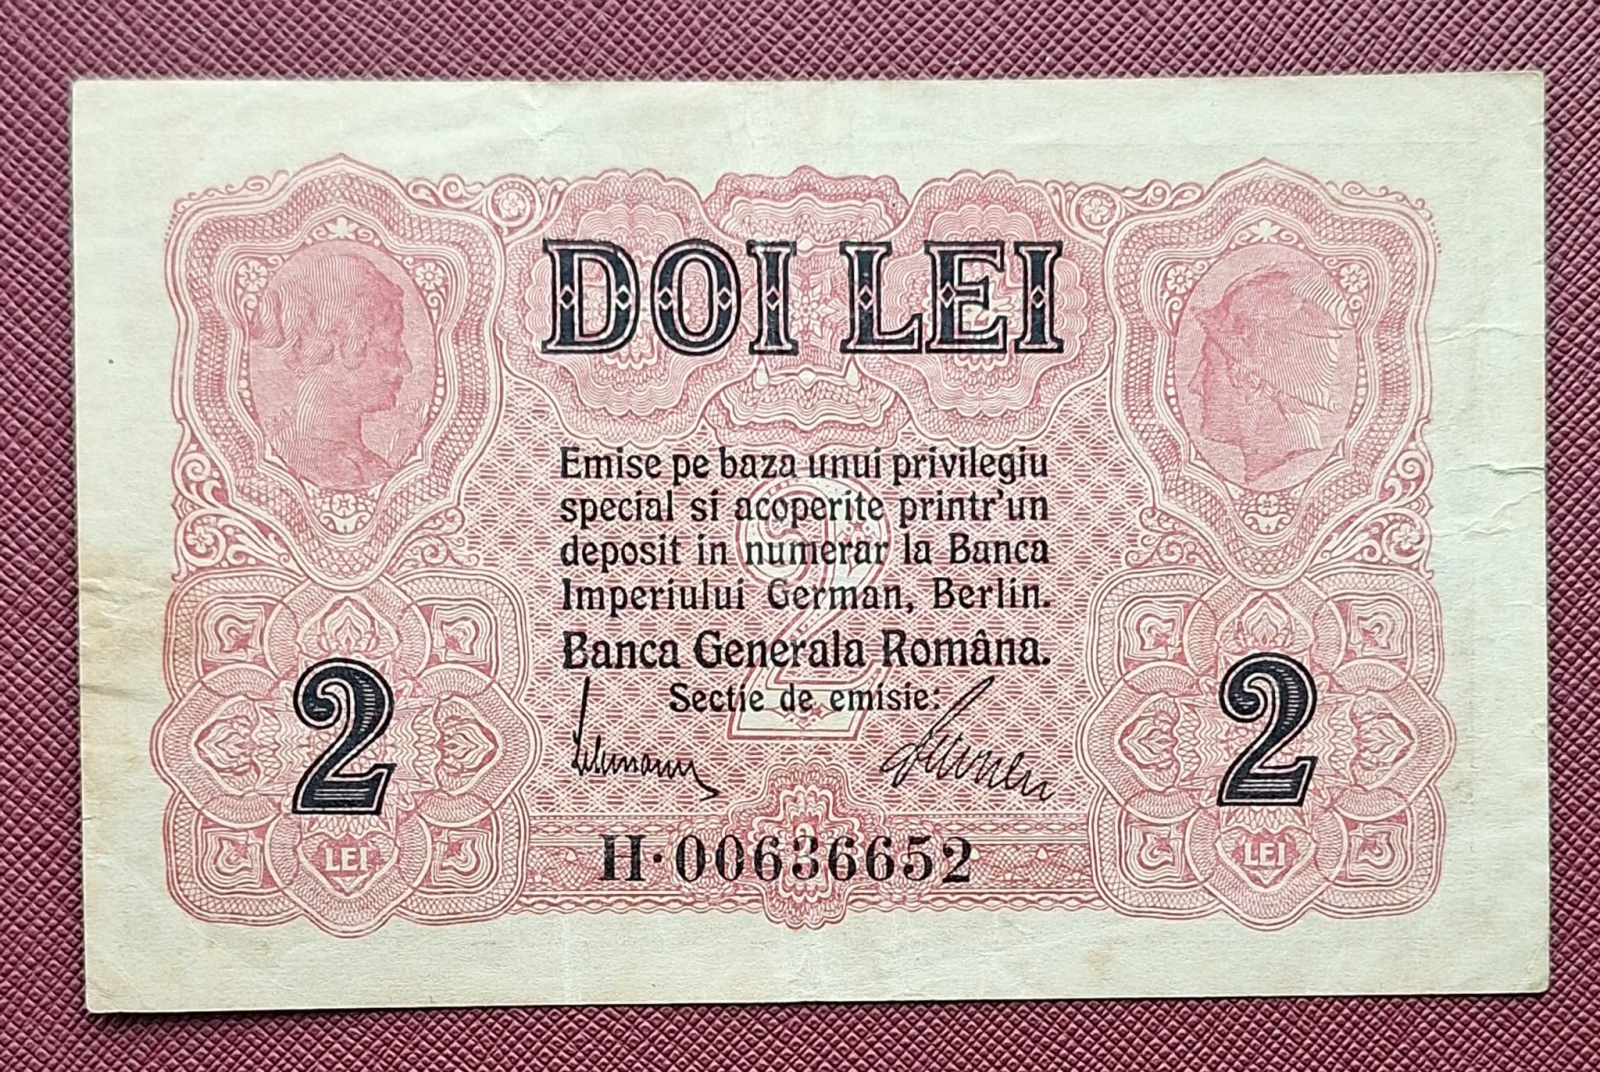 DOI LEI
Emise pe baza unui privilegiu
special si acoperite printr'un
deposit in numerar la Banca
Imperiului German, Berlin.
Banca Generala Româna.
Sectie de emisie:
2
2
2
LEI
LEI
H·00636652